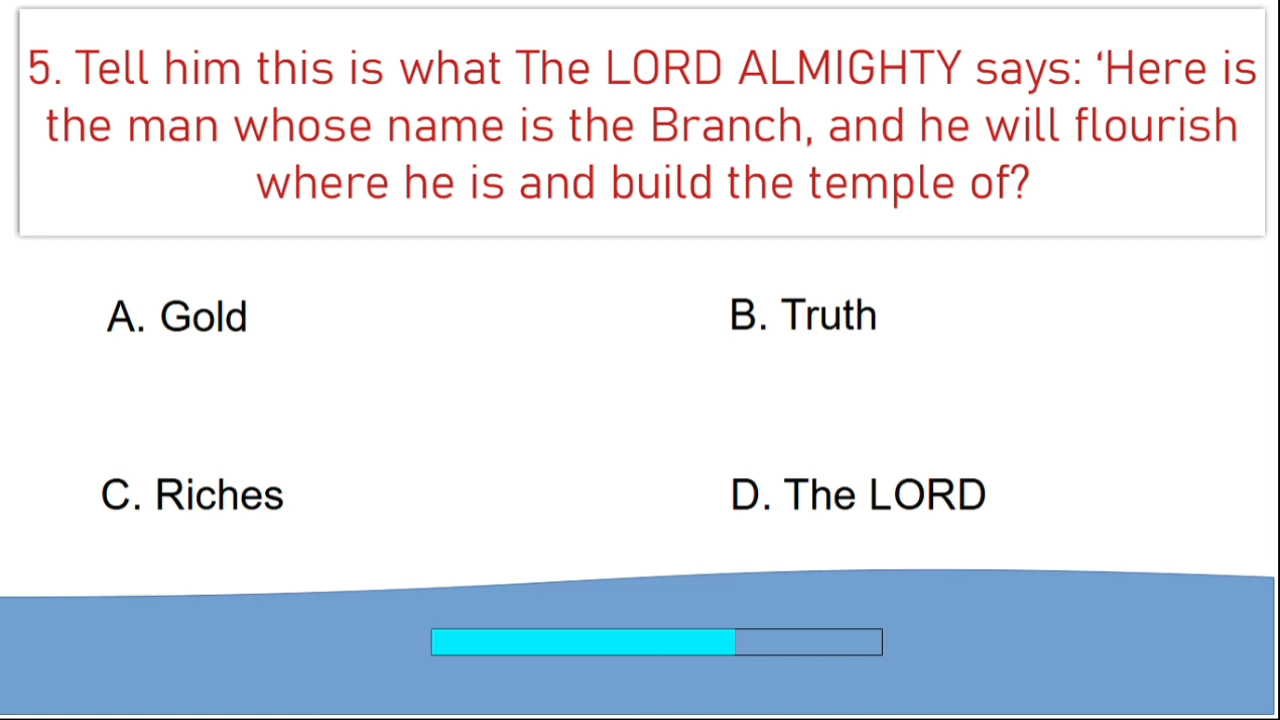 5. Tell him this is what The LORD ALMIGHTY says: ‘Here is
the man whose name is the Branch, and he will flourish
where he is and build the temple of?
A. Gold
B. Truth
C. Riches
D. The LORD